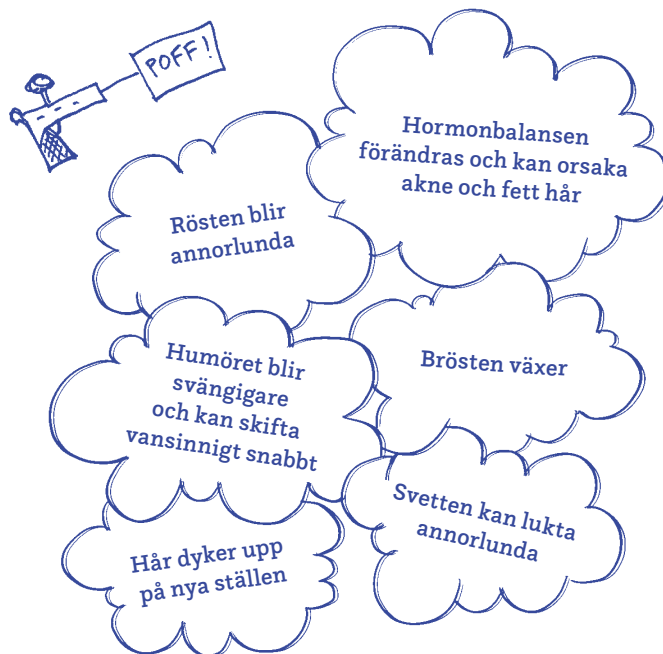 POFF!
Hormonbalansen
förändras och kan orsaka
akne och fett hår
Rösten blir
annorlunda
Humöret blir
svängigare
och kan skifta
vansinnigt snabbt
Brösten växer
Svetten kan lukta
annorlunda
Hår dyker upp
på nya ställen